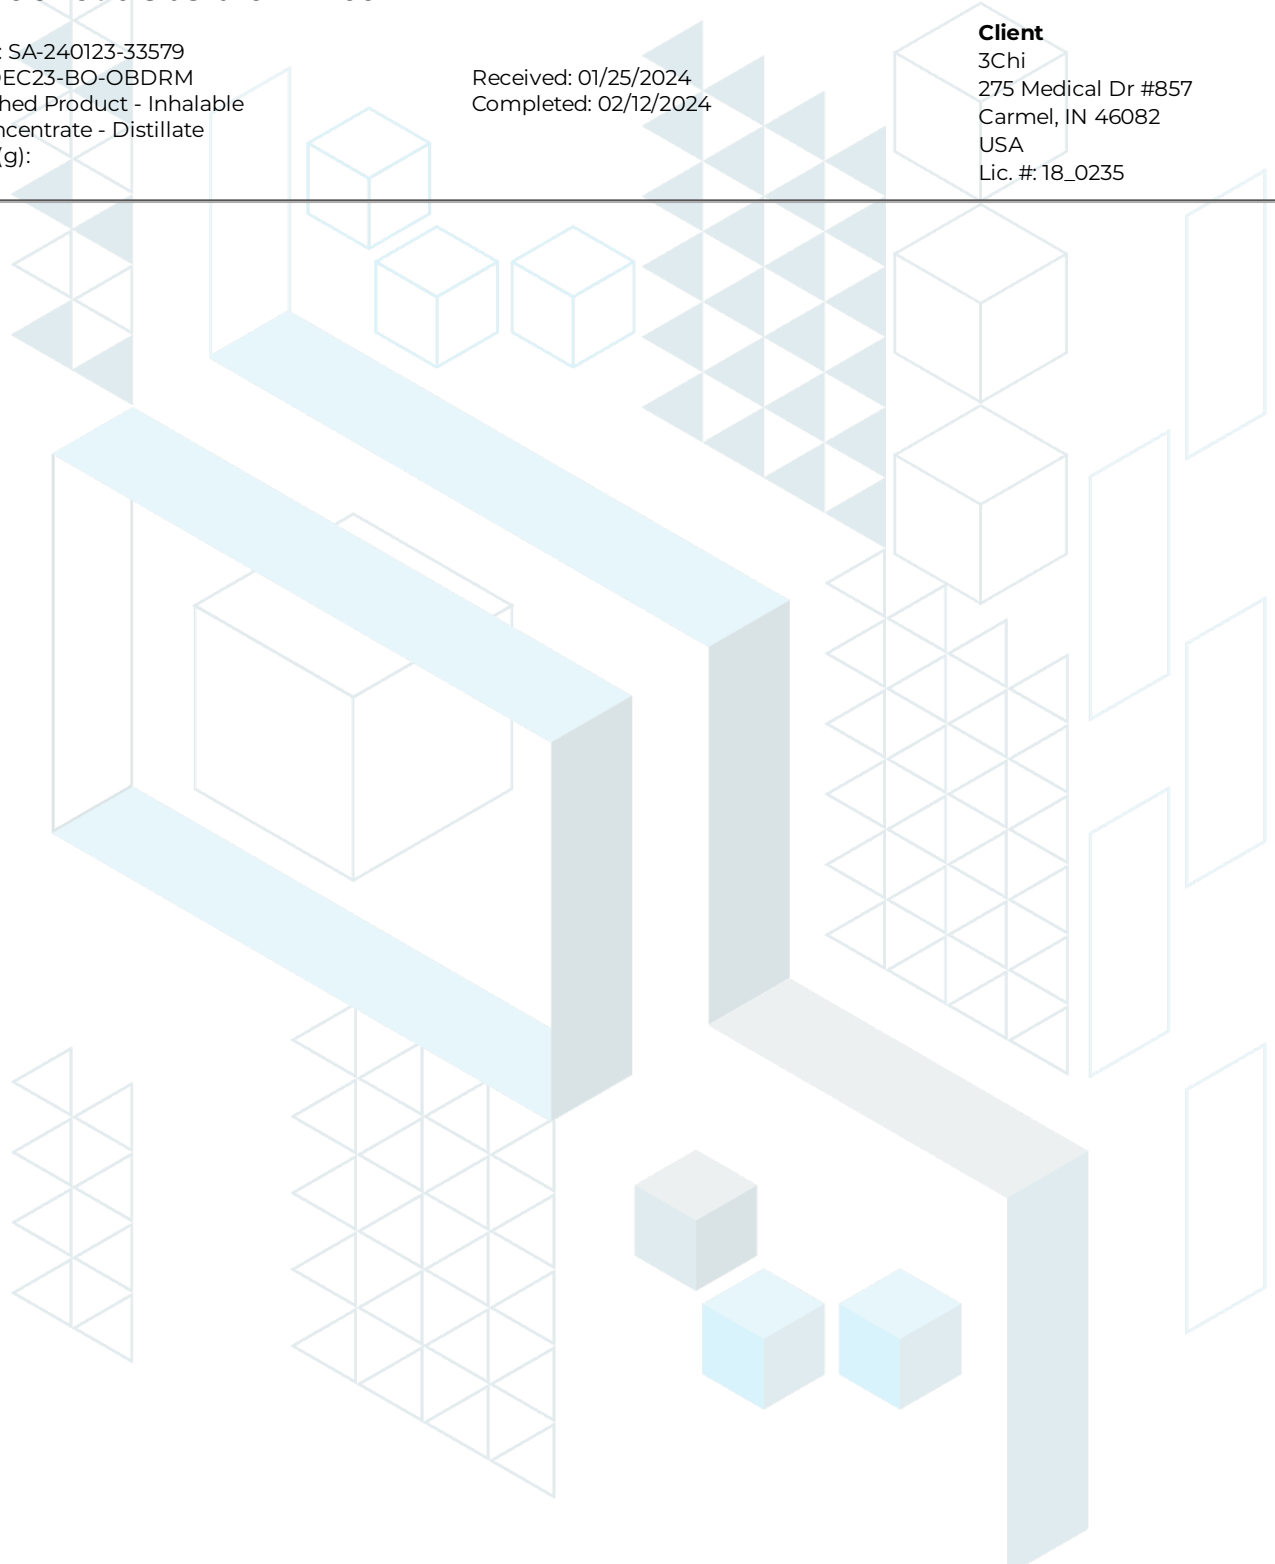 : SA-240123-33579
EC23-BO-OBDRM
hed Product - Inhalable
ncentrate - Distillate
(g):
Received: 01/25/2024
Completed: 02/12/2024
Client
3Chi
275 Medical Dr #857
Carmel, IN 46082
USA
Lic. #: 18_0235